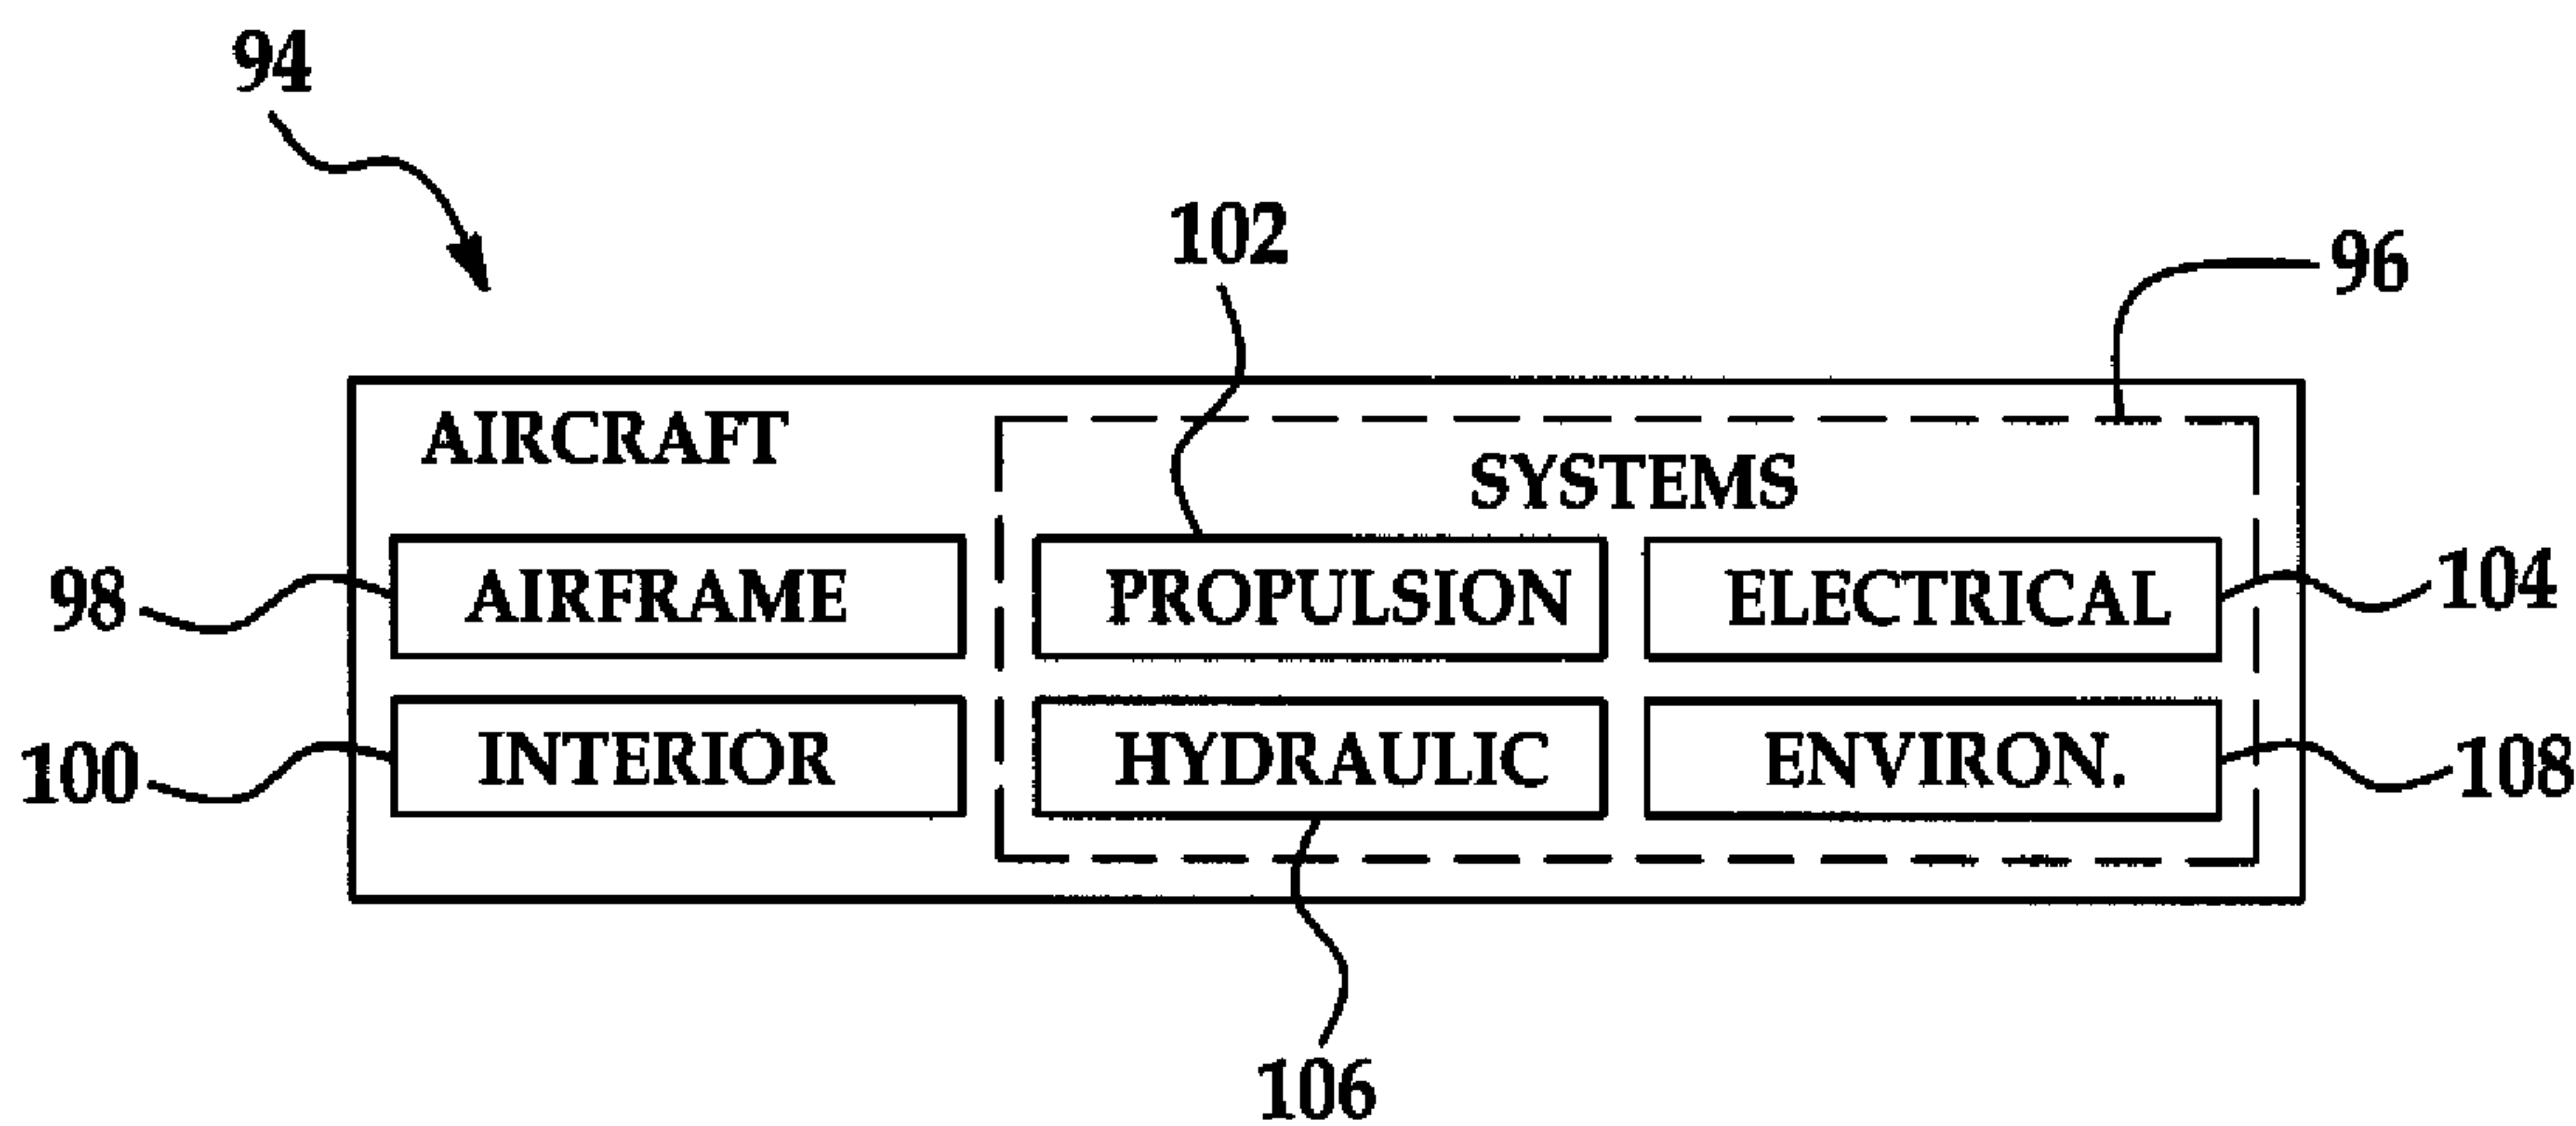 94
102
96
AIRCRAFT
SYSTEMS
98
AIRFRAME
PROPULSION
ELECTRICAL
104
100
INTERIOR
HYDRAULIC
ENVIRON.
108
106